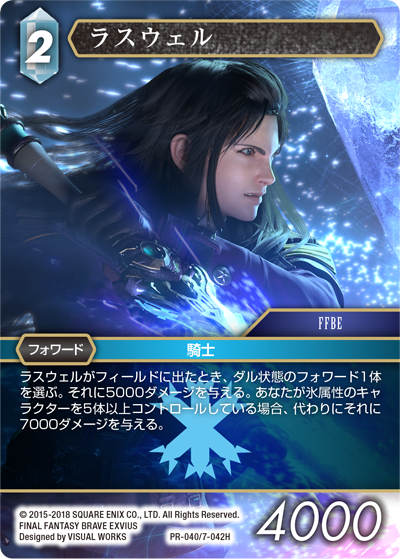 2
ラスウェル
FFBE
フォワード
騎士
ラスウェルがフィールドに出たとき、ダル状態のフォワード1体
を選ぶ。それに5000ダメージを与える。あなたが氷属性のキャ
ラクターを5体以上コントロールしている場合、代わりにそれに
7000ダメージを与える。
© 2015-2018 SQUARE ENIX CO., LTD. All Rights Reserved.
FINAL FANTASY BRAVE EXVIUS
Designed by VISUAL WORKS
PR-040/7-042H
4000